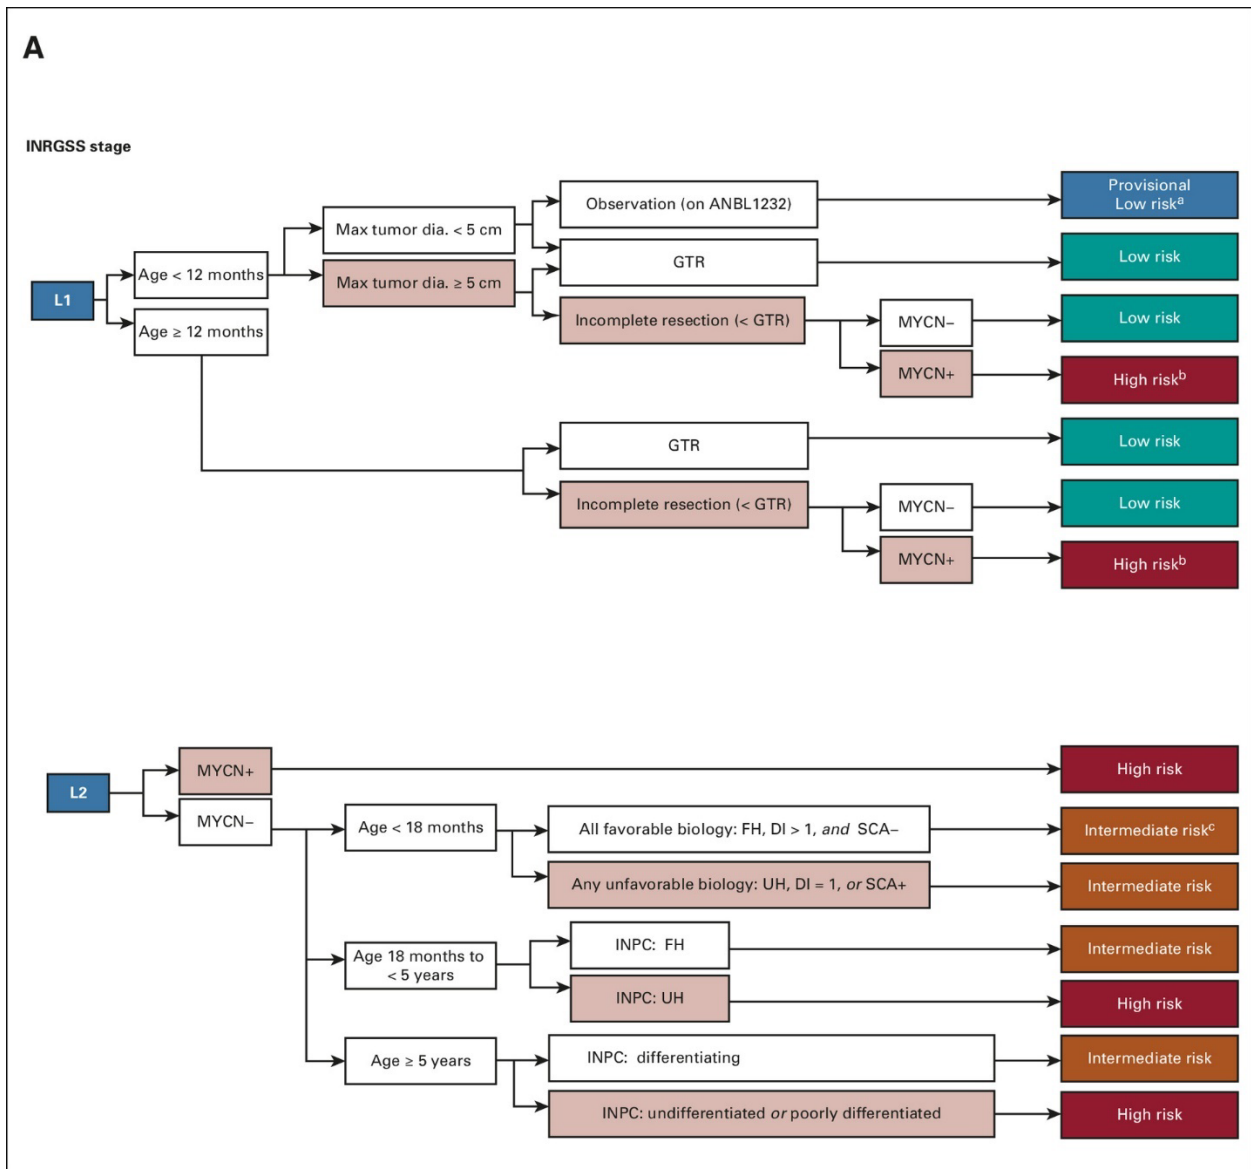 A
INRGSS stage
L1
Age < 12 months
Age ≥ 12 months
Max tumor dia. < 5 cm
Max tumor dia. ≥ 5 cm
Observation (on ANBL1232)
Provisional
Low riskᵃ
GTR
Low risk
Incomplete resection (< GTR)
MYCN−
Low risk
MYCN+
High riskᵇ
GTR
Low risk
Incomplete resection (< GTR)
MYCN−
Low risk
MYCN+
High riskᵇ
L2
MYCN+
High risk
MYCN−
Age < 18 months
All favorable biology: FH, DI > 1, and SCA−
Intermediate riskᶜ
Any unfavorable biology: UH, DI = 1, or SCA+
Intermediate risk
Age 18 months to
< 5 years
INPC: FH
Intermediate risk
INPC: UH
High risk
Age ≥ 5 years
INPC: differentiating
Intermediate risk
INPC: undifferentiated or poorly differentiated
High risk